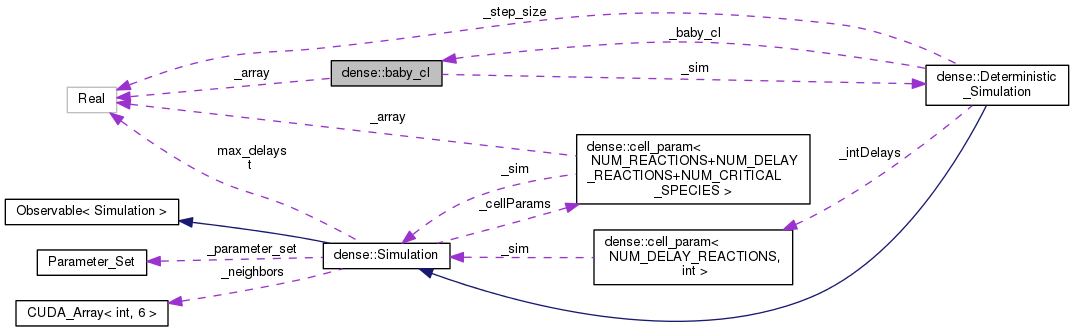 _step_size
_baby_cl
_array
dense::baby_cl
_sim
dense::Deterministic
_Simulation
Real
_array
max_delays
t
dense::cell_param<
NUM_REACTIONS+NUM_DELAY
_REACTIONS+NUM_CRITICAL
_SPECIES >
_intDelays
_sim
_cellParams
Observable< Simulation >
_parameter_set
dense::Simulation
_sim
dense::cell_param<
NUM_DELAY_REACTIONS,
int >
Parameter_Set
_neighbors
CUDA_Array< int, 6 >